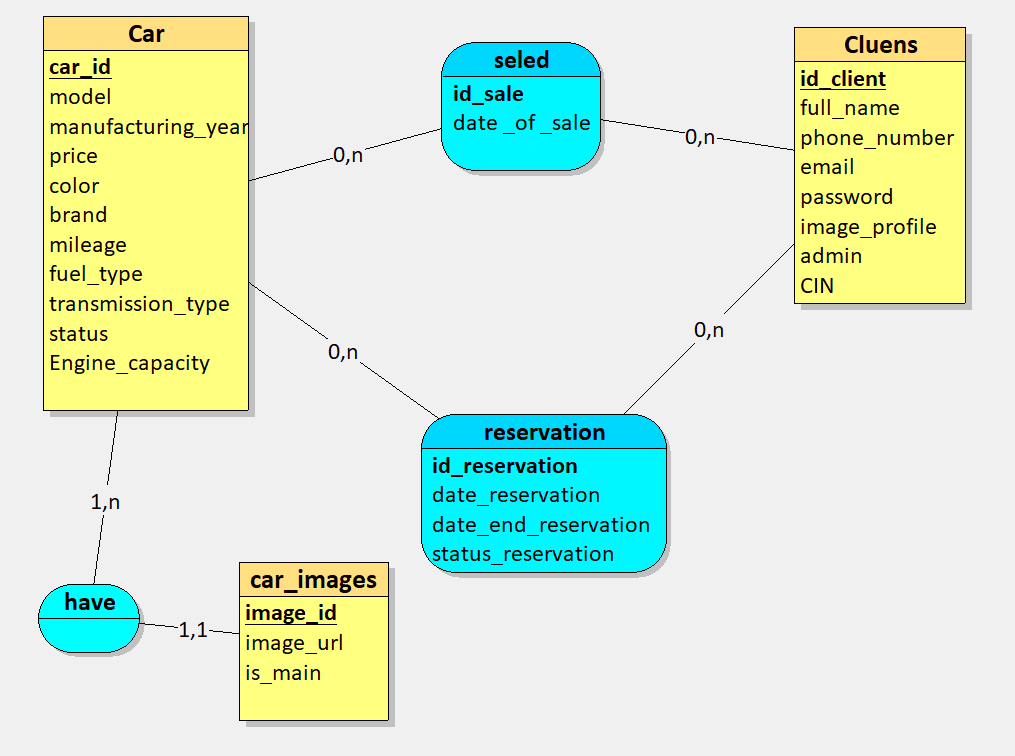 Car
car_id
model
manufacturing_year
price
color
brand
mileage
fuel_type
transmission_type
status
Engine_capacity
0,n
seled
id_sale
date _of _sale
0,n
Cluens
id_client
full_name
phone_number
email
password
image_profile
admin
CIN
0,n
0,n
reservation
id_reservation
date_reservation
date_end_reservation
status_reservation
1,n
have
1,1
car_images
image_id
image_url
is_main